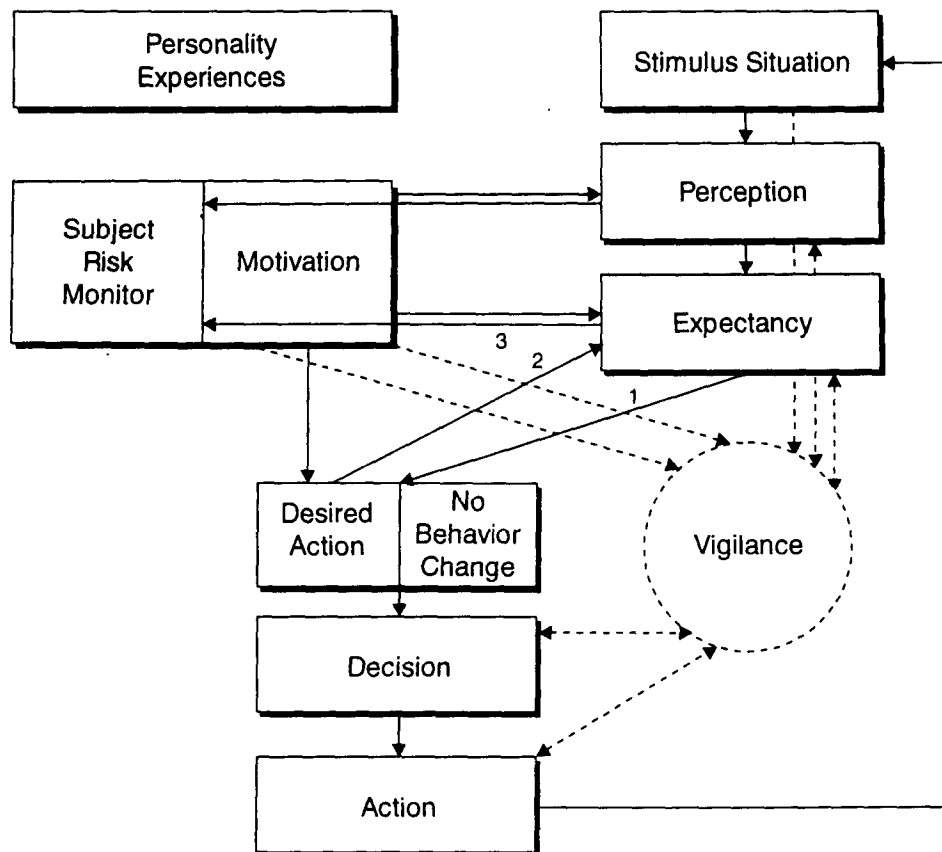 Personality
Experiences
Stimulus Situation
Perception
Subject
Risk
Monitor
Motivation
Expectancy
3
2
1
Desired
Action
No
Behavior
Change
Vigilance
Decision
Action